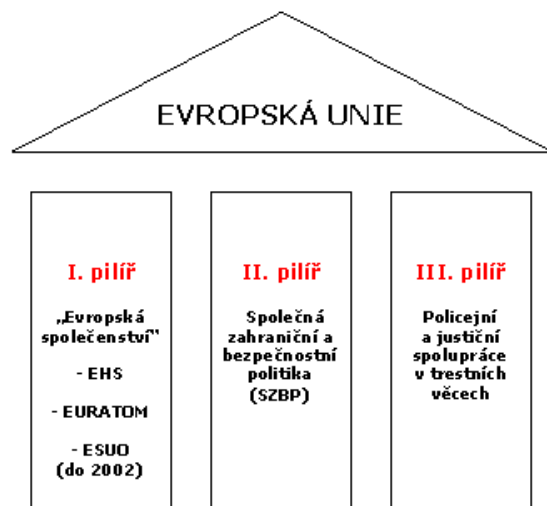 EVROPSKÁ UNIE
I. pilíř
„Evropská
společenství"
- EHS
- EURATOM
- ESUO
(do 2002)
II. pilíř
Společná
zahraniční a
bezpečnostní
politika
(SZBP)
III. pilíř
Policejní
a justiční
spolupráce
v trestních
věcech